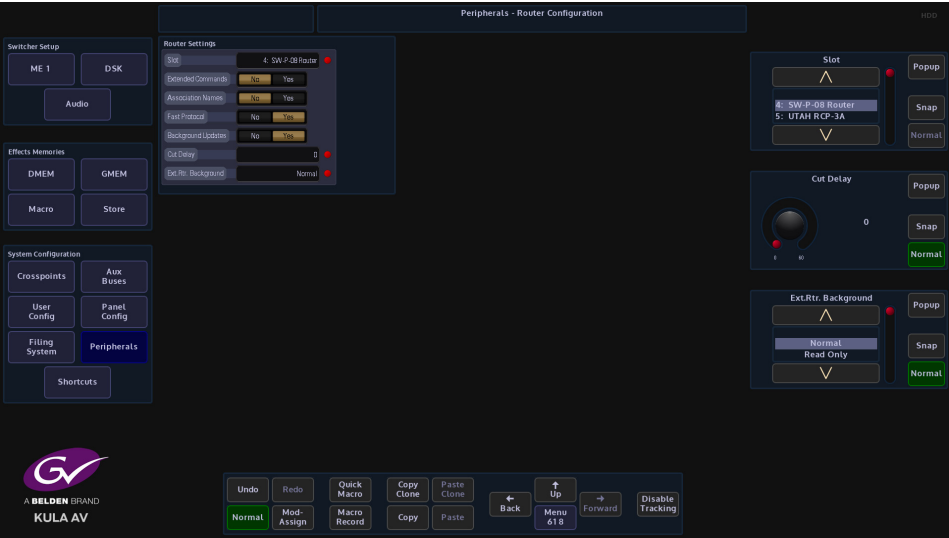 Peripherals - Router Configuration
HDD
Switcher Setup
ME 1
DSK
Audio
Effects Memories
DMEM
GMEM
Macro
Store
System Configuration
Crosspoints
Aux
Buses
User
Config
Panel
Config
Filing
System
Peripherals
Shortcuts
Router Settings
Slot
4: SW-P-08 Router
Extended Commands
No
Yes
Association Names
No
Yes
Fast Protocol
No
Yes
Background Updates
No
Yes
Cut Delay
0
Ext.Rtr. Background
Normal
Slot
4: SW-P-08 Router
5: UTAH RCP-3A
Popup
Snap
Normal
Cut Delay
0
0
60
Popup
Snap
Normal
Ext.Rtr. Background
Normal
Read Only
Popup
Snap
Normal
GV
A BELDEN BRAND
KULA AV
Undo
Redo
Normal
Mod-
Assign
Quick
Macro
Macro
Record
Copy
Clone
Paste
Clone
Copy
Paste
Back
Up
Menu
618
Forward
Disable
Tracking